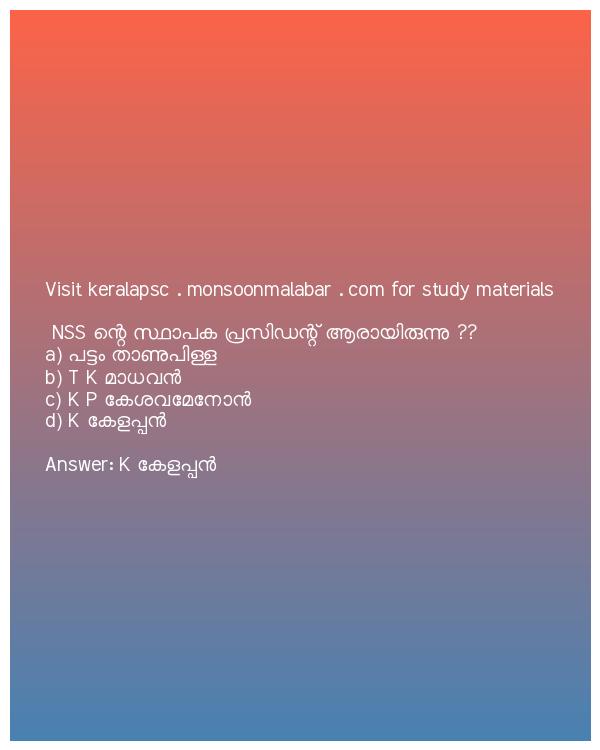 Visit keralapsc . monsoonmalabar . com for study materials
NSS ന്റെ സ്ഥാപക പ്രസിഡന്റ് ആരായിരുന്നു ??
a) പട്ടം താണുപിള്ള
b) T K മാധവൻ
c) K P കേശവമേനോൻ
d) K കേളപ്പൻ
Answer: K കേളപ്പൻ